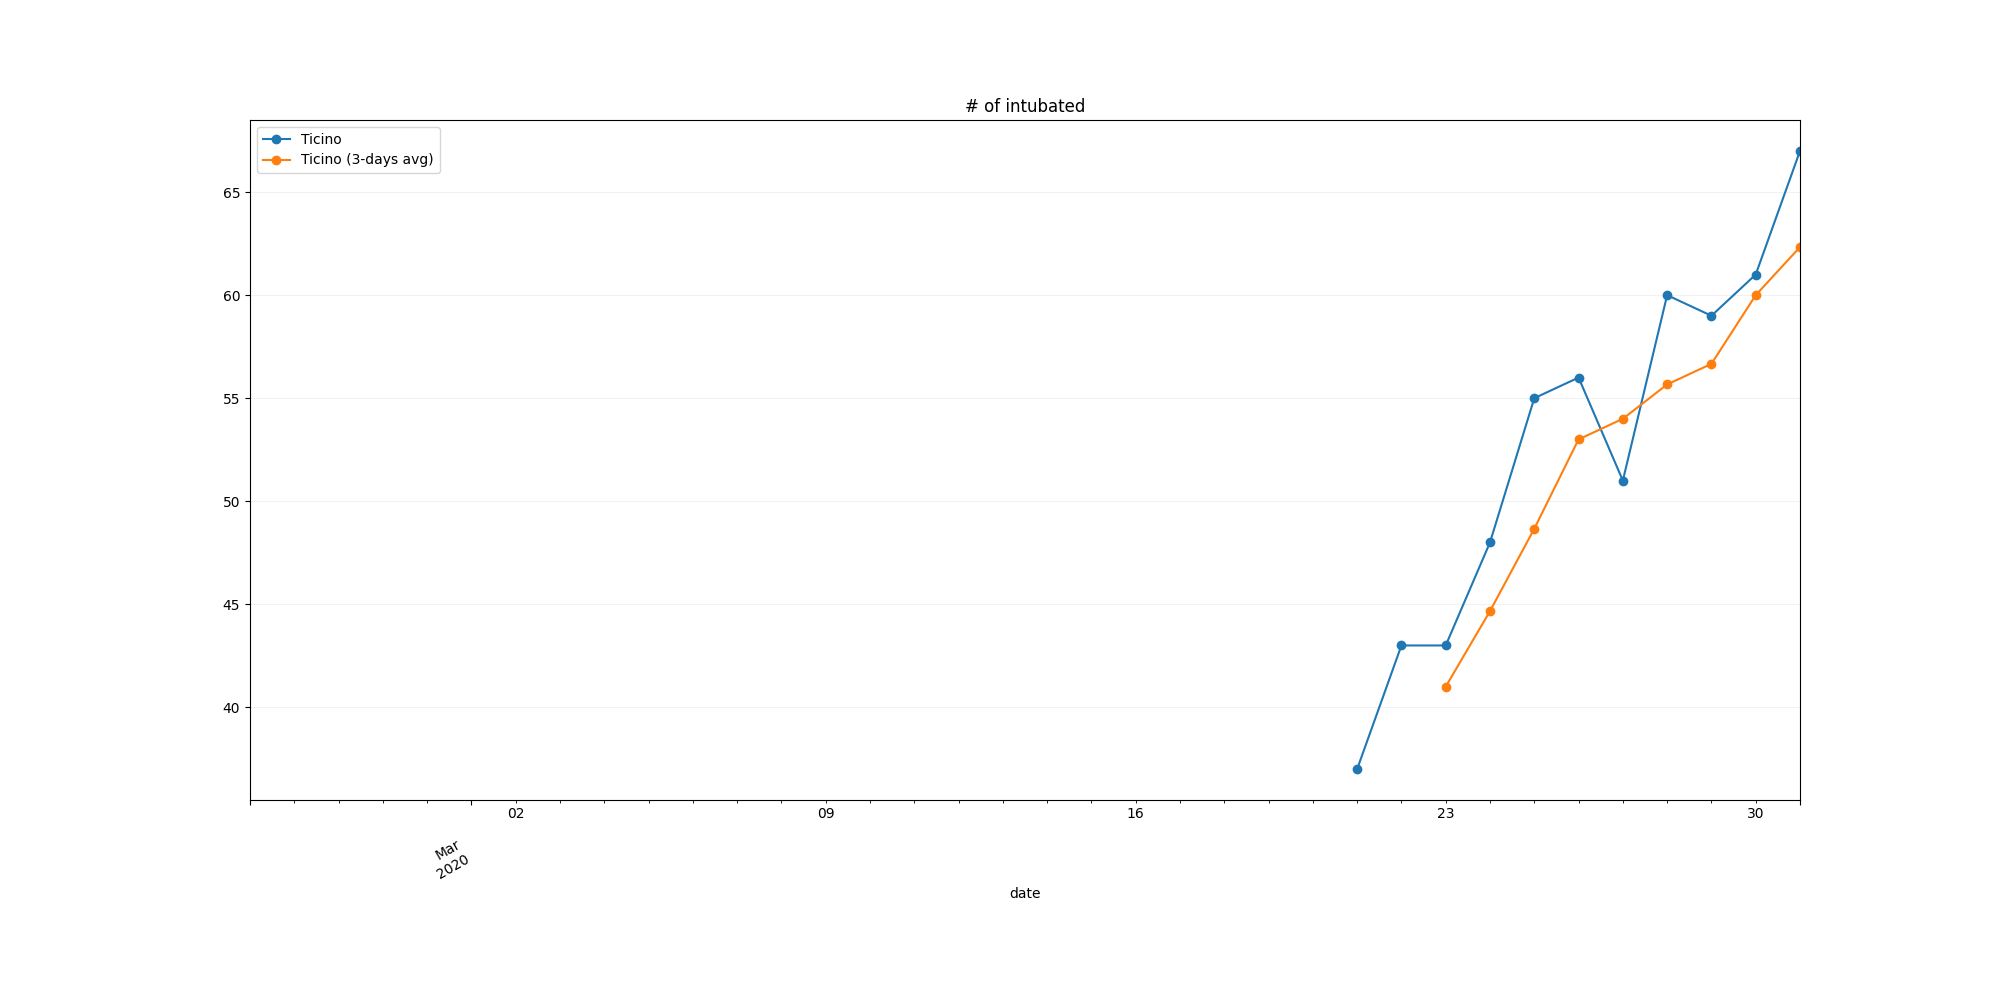 # of intubated
Ticino
Ticino (3-days avg)
65
60
55
50
45
40
02
09
16
23
30
Mar
2020
date